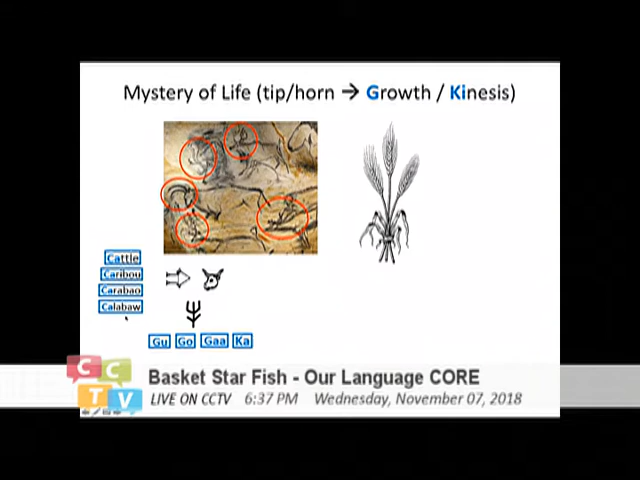 Mystery of Life (tip/horn → Growth / Kinesis)
Cattle
Caribou
Carabao
Calabaw
Gu Go Gaa Ka
CCTV
Basket Star Fish - Our Language CORE
LIVE ON CCTV 6:37 PM Wednesday, November 07, 2018